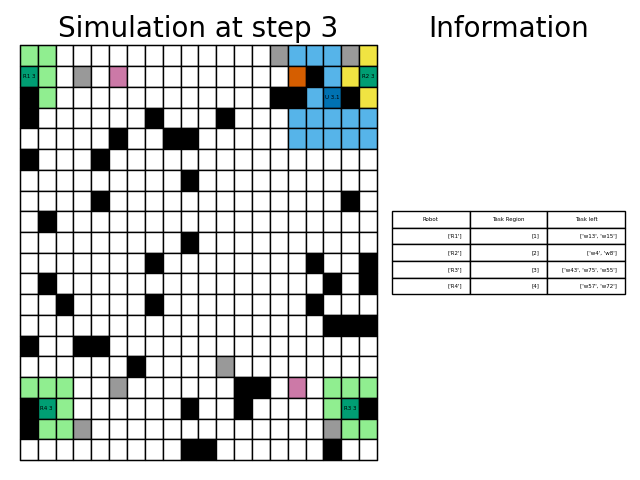 Simulation at step 3
Information
R1 3
R2 3
U 3.1
Robot Task Region Task left
['R1'] [1] ['w13', 'w15']
['R2'] [2] ['w4', 'w8']
['R3'] [3] ['w43', 'w75', 'w55']
['R4'] [4] ['w57', 'w72']
R4 3
R3 3